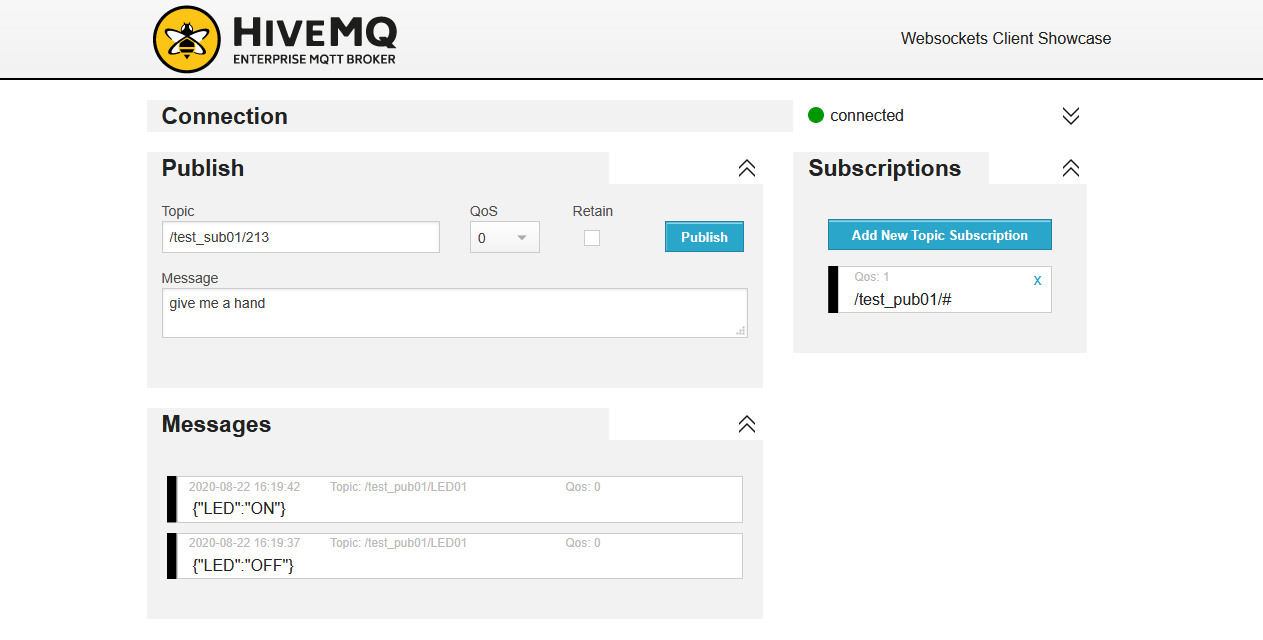 HIVEMQ
ENTERPRISE MQTT BROKER
Websockets Client Showcase
Connection
connected
Publish
Subscriptions
Topic QoS Retain
/test_sub01/213 0 Publish
Message
give me a hand
Add New Topic Subscription
Qos: 1 x
/test_pub01/#
Messages
2020-08-22 16:19:42 Topic: /test_pub01/LED01 Qos: 0
{"LED":"ON"}
2020-08-22 16:19:37 Topic: /test_pub01/LED01 Qos: 0
{"LED":"OFF"}